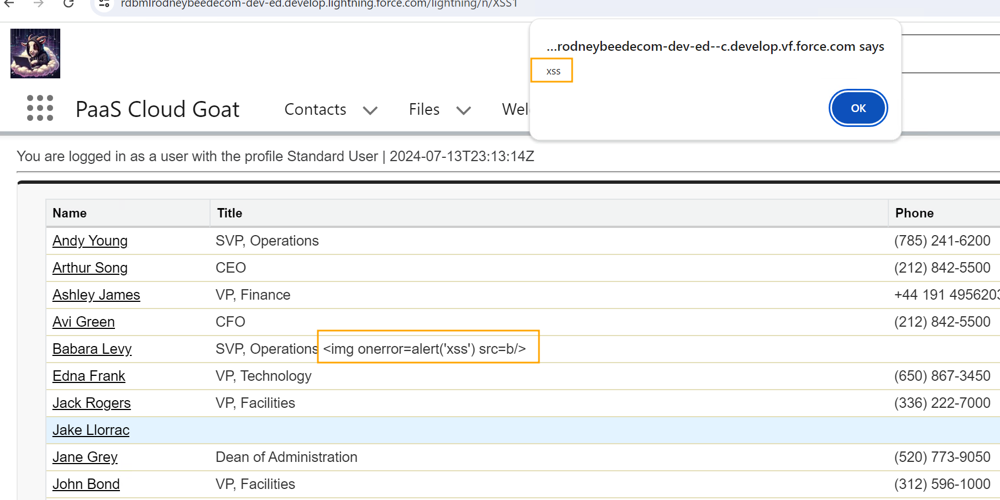 rdbmlrodneybeedecom-dev-ed.develop.lightning.force.com/lightning/n/XSS1
...rodneybeedecom-dev-ed--c.develop.vf.force.com says
xss
OK
PaaS Cloud Goat Contacts Files
You are logged in as a user with the profile Standard User | 2024-07-13T23:13:14Z
Name Title Phone
Andy Young SVP, Operations (785) 241-6200
Arthur Song CEO (212) 842-5500
Ashley James VP, Finance +44 191 4956203
Avi Green CFO (212) 842-5500
Babara Levy SVP, Operations <img onerror=alert('xss') src=b/>
Edna Frank VP, Technology (650) 867-3450
Jack Rogers VP, Facilities (336) 222-7000
Jake Llorrac
Jane Grey Dean of Administration (520) 773-9050
John Bond VP, Facilities (312) 596-1000